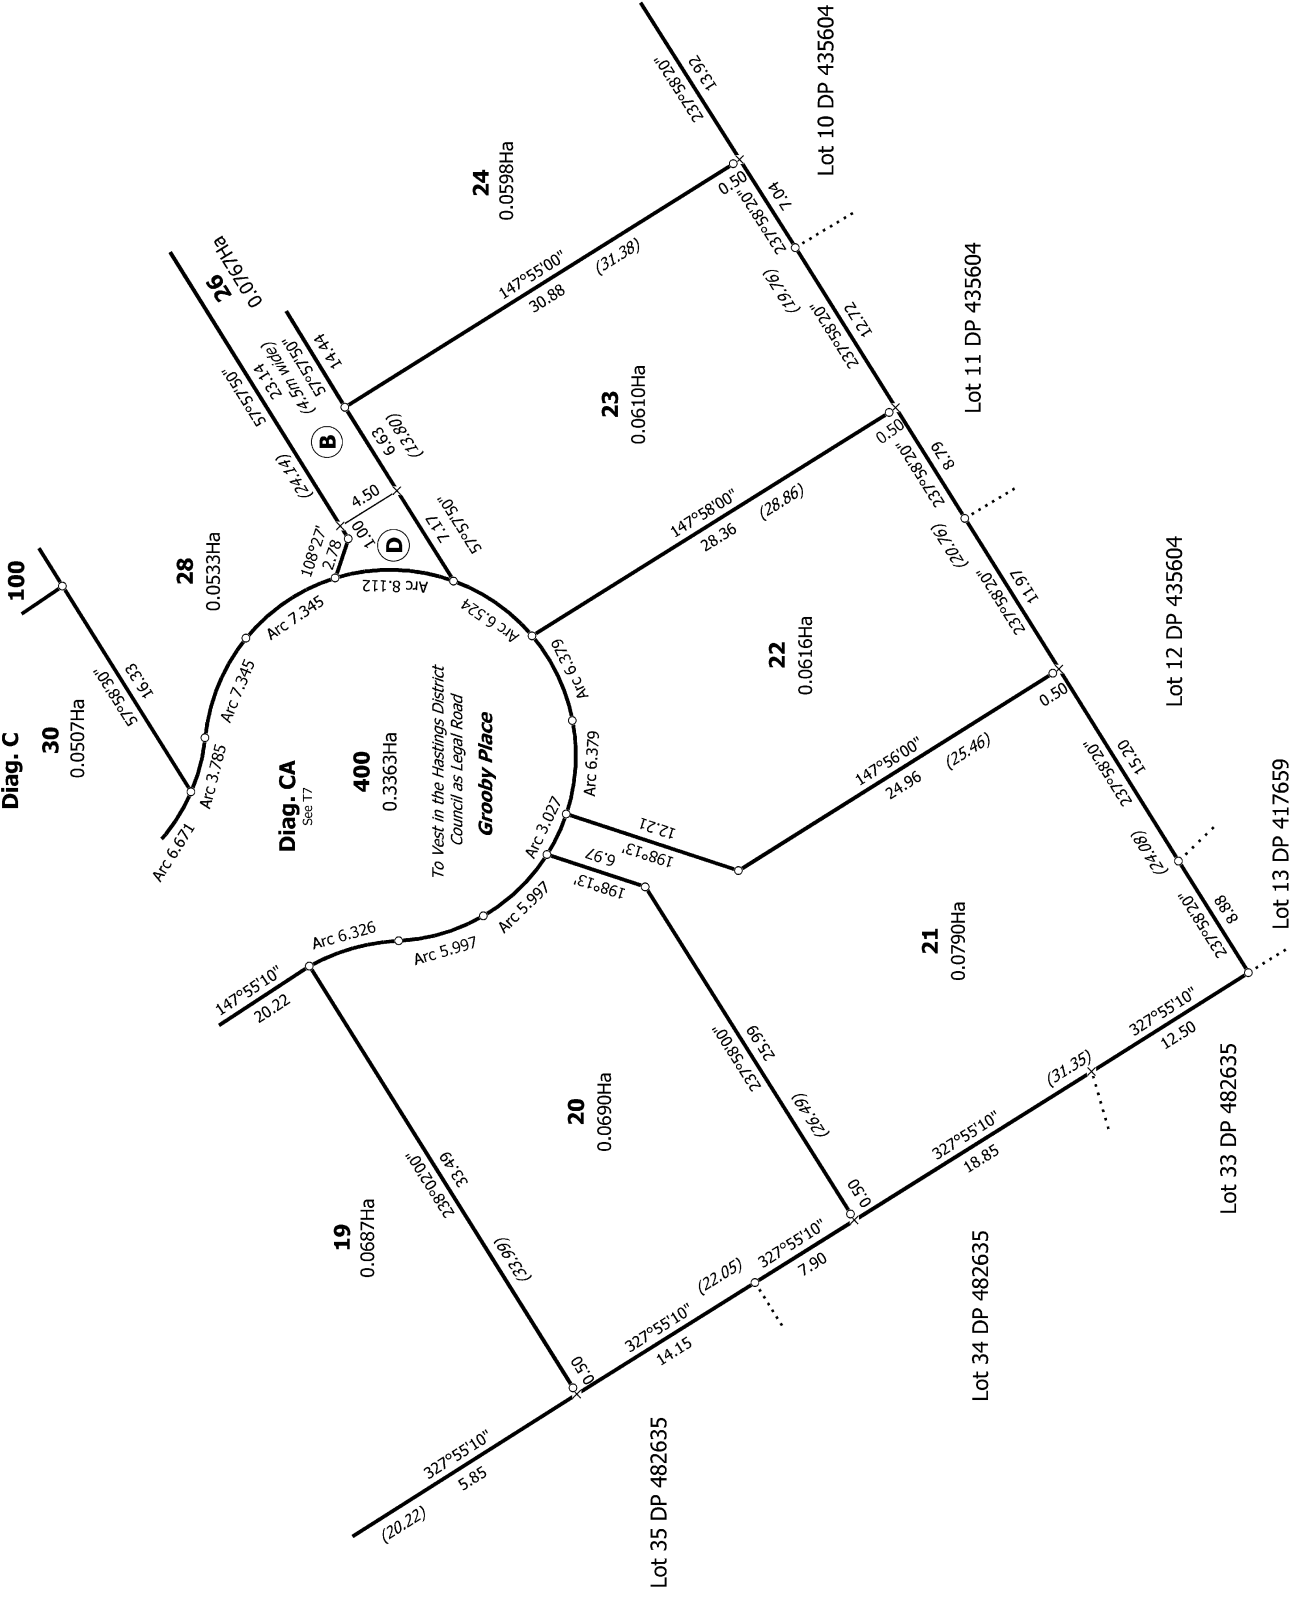 Diag. C
30
0.0507Ha
100
57°58'30"
16.33
28
0.0533Ha
Arc 6.671
Arc 3.785
Arc 7.345
Arc 7.345
108°27'
2.78
1.00
4.50
Arc 8.112
D
B
57°57'50"
23.14
(4.5m wide)
(24.14)
26
0.0767Ha
57°57'50"
14.44
6.63
(13.80)
7.17
57°57'50"
24
0.0598Ha
147°55'00"
30.88
(31.38)
0.50
237°58'20"
13.92
237°58'20"
7.04
Lot 10 DP 435604
(19.76)
237°58'20"
12.72
23
0.0610Ha
Lot 11 DP 435604
147°58'00"
28.36
(28.86)
0.50
237°58'20"
8.79
(20.76)
237°58'20"
11.97
22
0.0616Ha
Lot 12 DP 435604
147°56'00"
24.96
(25.46)
0.50
237°58'20"
15.20
(24.08)
237°58'20"
8.88
Lot 13 DP 417659
Diag. CA
See T7
400
0.3363Ha
To Vest in the Hastings District
Council as Legal Road
Grooby Place
Arc 6.524
Arc 6.379
Arc 6.379
Arc 3.027
12.21
198°13'
6.97
198°13'
Arc 5.997
Arc 5.997
Arc 6.326
147°55'10"
20.22
21
0.0790Ha
237°58'00"
25.99
(26.49)
0.50
327°55'10"
12.50
(31.35)
327°55'10"
18.85
Lot 33 DP 482635
20
0.0690Ha
327°55'10"
7.90
(22.05)
327°55'10"
14.15
Lot 34 DP 482635
19
0.0687Ha
238°02'00"
33.49
(33.99)
0.50
327°55'10"
5.85
(20.22)
Lot 35 DP 482635